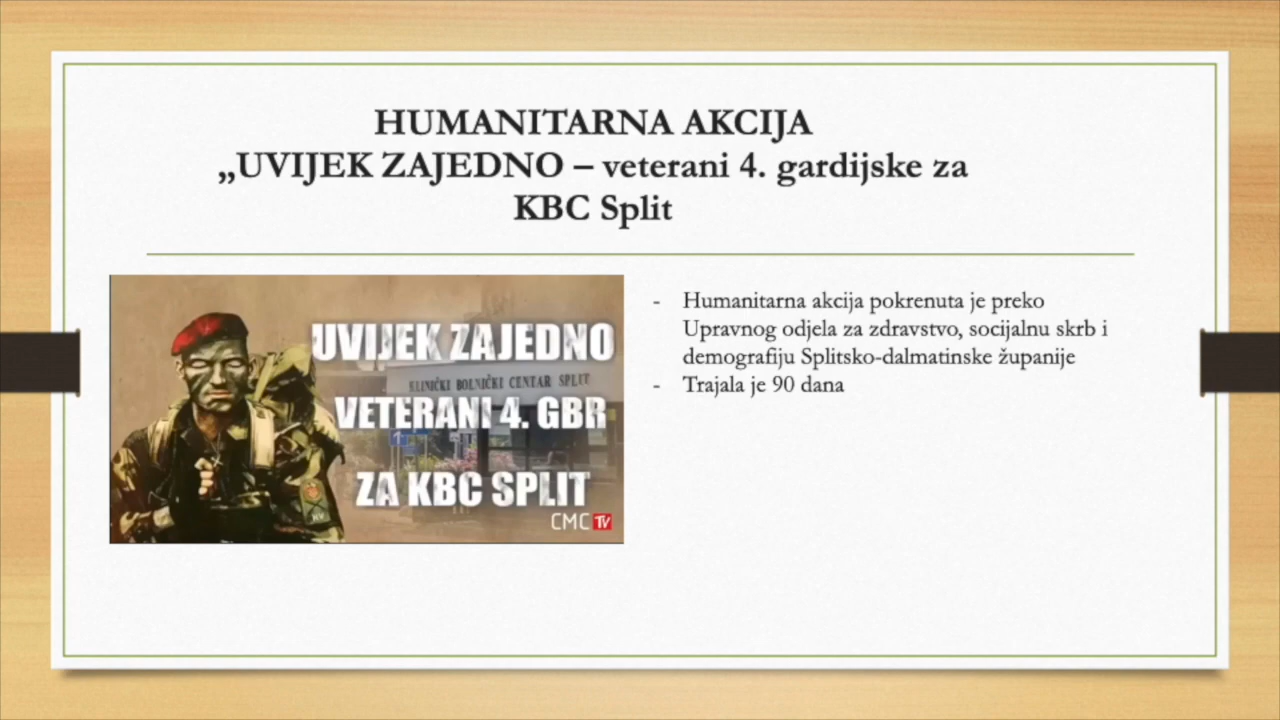 HUMANITARNA AKCIJA
„UVIJEK ZAJEDNO – veterani 4. gardijske za
KBC Split
UVIJEK ZAJEDNO
KLINIČKI BOLNIČKI CENTAR SPLIT
VETERANI 4. GBR
ZA KBC SPLIT
CMC TV
- Humanitarna akcija pokrenuta je preko
Upravnog odjela za zdravstvo, socijalnu skrb i
demografiju Splitsko-dalmatinske županije
- Trajala je 90 dana